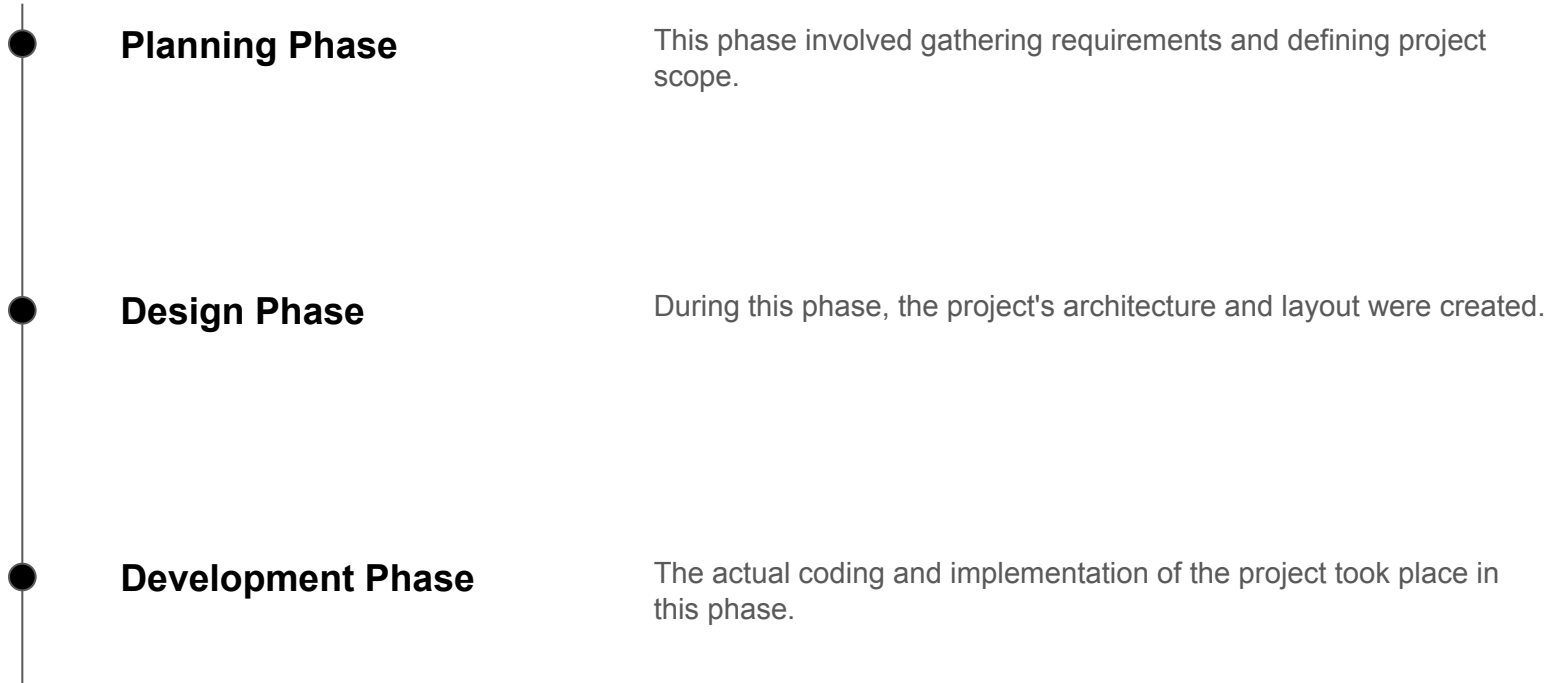 Planning Phase
This phase involved gathering requirements and defining project
scope.
Design Phase
During this phase, the project's architecture and layout were created.
Development Phase
The actual coding and implementation of the project took place in
this phase.